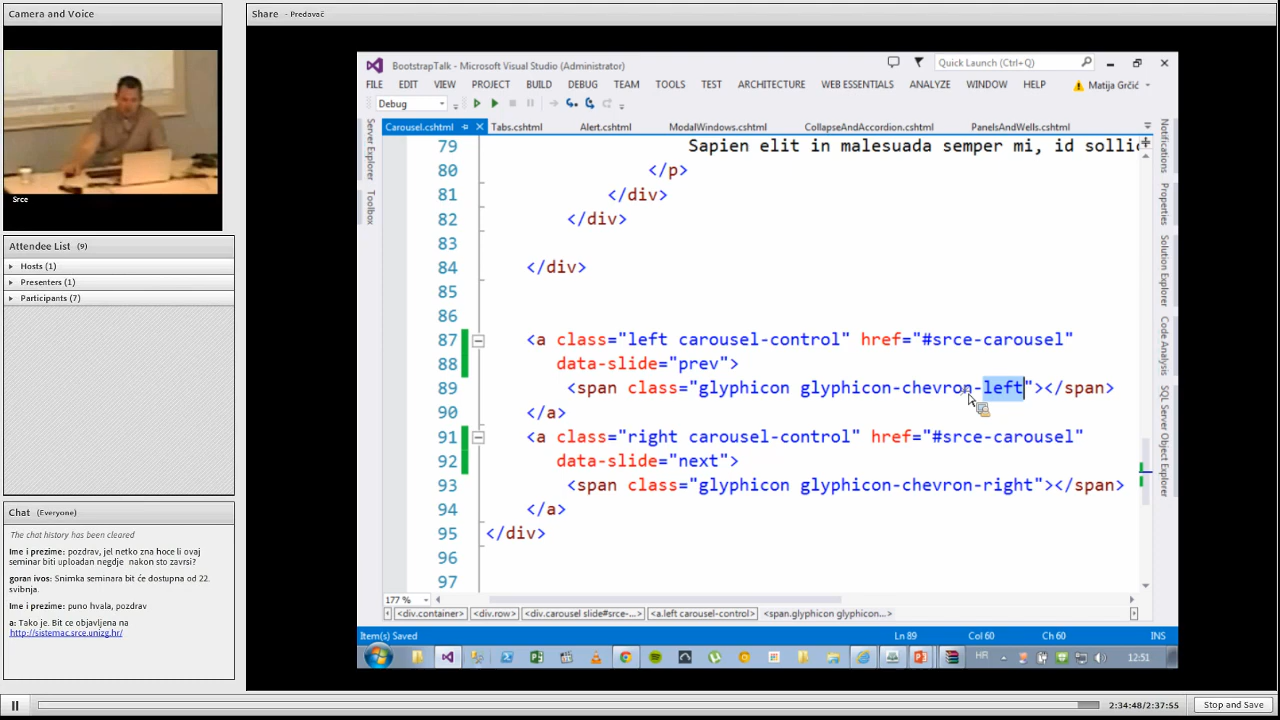 Camera and Voice
Srce
Attendee List (9)
Hosts (1)
Presenters (1)
Participants (7)
Chat (Everyone)
The chat history has been cleared
Ime i prezime: pozdrav, jel netko zna hoce li ovaj
seminar biti uploadan negdje nakon sto zavrsi?
goran ivos: Snimka seminara bit će dostupna od 22.
svibnja.
Ime i prezime: puno hvala, pozdrav
a: Tako je. Bit ce objavljena na
http://sistemac.srce.unizg.hr/
Share - Predavač
BootstrapTalk - Microsoft Visual Studio (Administrator)
Quick Launch (Ctrl+Q)
FILE EDIT VIEW PROJECT BUILD DEBUG TEAM TOOLS TEST ARCHITECTURE WEB ESSENTIALS ANALYZE WINDOW HELP Matija Grčić
Debug
Carousel.cshtml Tabs.cshtml Alert.cshtml ModalWindows.cshtml CollapseAndAccordion.cshtml PanelsAndWells.cshtml
Server Explorer
Toolbox
79 Sapien elit in malesuada semper mi, id sollic
80 </p>
81 </div>
82 </div>
83
84 </div>
85
86
87 <a class="left carousel-control" href="#srce-carousel"
88 data-slide="prev">
89 <span class="glyphicon glyphicon-chevron-left"></span>
90 </a>
91 <a class="right carousel-control" href="#srce-carousel"
92 data-slide="next">
93 <span class="glyphicon glyphicon-chevron-right"></span>
94 </a>
95 </div>
96
97
Notifications
Properties
Solution Explorer
Code Analysis
SQL Server Object Explorer
177 %
<div.container> <div.row> <div.carousel slide#srce-...> <a.left carousel-control> <span.glyphicon glyphicon...>
Item(s) Saved Ln 89 Col 60 Ch 60 INS
HR 12:51
2:34:48/2:37:55 Stop and Save